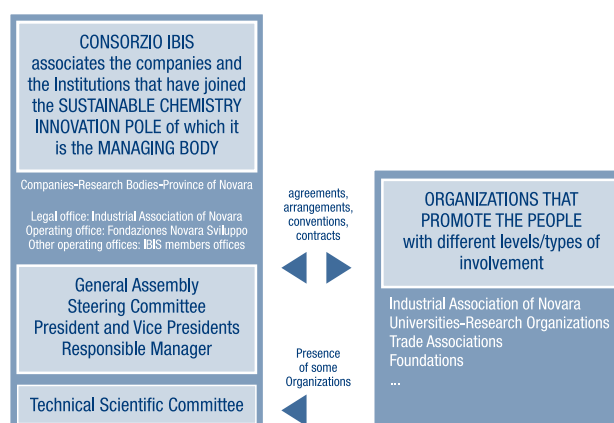 CONSORZIO IBIS
associates the companies and
the Institutions that have joined
the SUSTAINABLE CHEMISTRY
INNOVATION POLE of which it
is the MANAGING BODY
Companies-Research Bodies-Province of Novara
Legal office: Industrial Association of Novara
Operating office: Fondaziones Novara Sviluppo
Other operating offices: IBIS members offices
General Assembly
Steering Committee
President and Vice Presidents
Responsible Manager
Technical Scientific Committee
agreements,
arrangements,
conventions,
contracts
Presence
of some
Organizations
ORGANIZATIONS THAT
PROMOTE THE PEOPLE
with different levels/types of
involvement
Industrial Association of Novara
Universities-Research Organizations
Trade Associations
Foundations
...